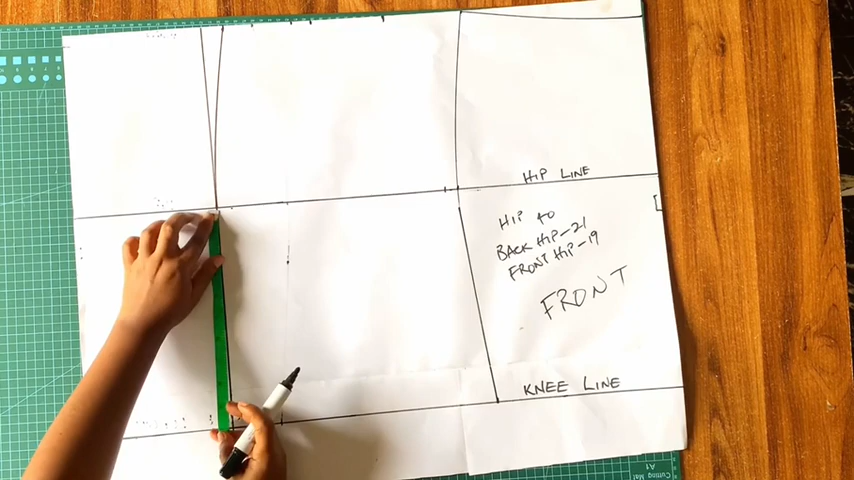 HIP LINE
HIP to
BACK HIP-21
FRONT HIP-19
FRONT
KNEE LINE
Cutting Mat
A1